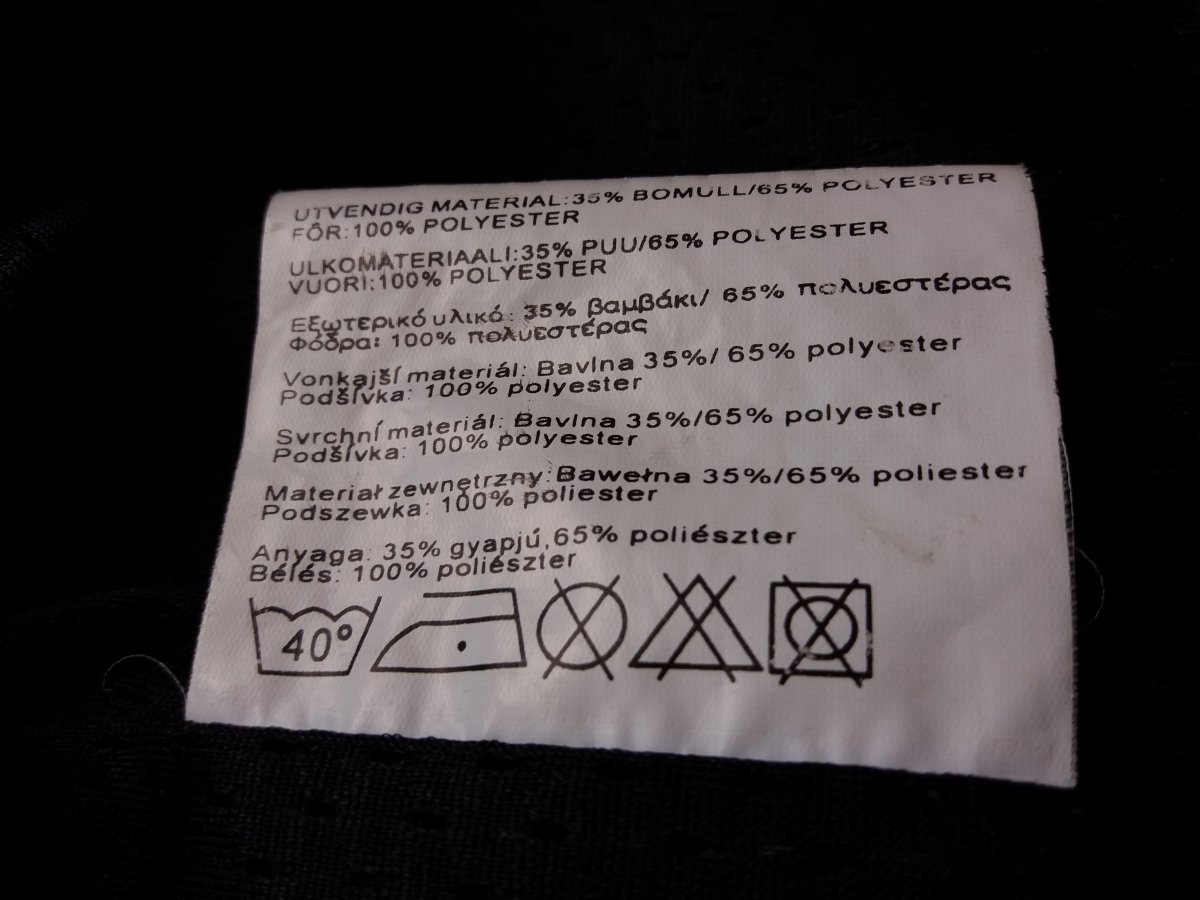 UTVENDIG MATERIAL:35% BOMULL/65% POLYESTER
FÔR:100% POLYESTER
ULKOMATERIAALI:35% PUU/65% POLYESTER
VUORI:100% POLYESTER
Εξωτερικό υλικό: 35% βαμβάκι/ 65% πολυεστέρας
Φόδρα: 100% πολυεστέρας
Vonkajší materiál: Bavlna 35%/ 65% polyester
Podšívka: 100% polyester
Svrchní materiál: Bavlna 35%/65% polyester
Podšívka: 100% polyester
Materiał zewnętrzny: Bawełna 35%/65% poliester
Podszewka: 100% poliester
Anyaga: 35% gyapjú,65% poliészter
Bélés: 100% poliészter
40°